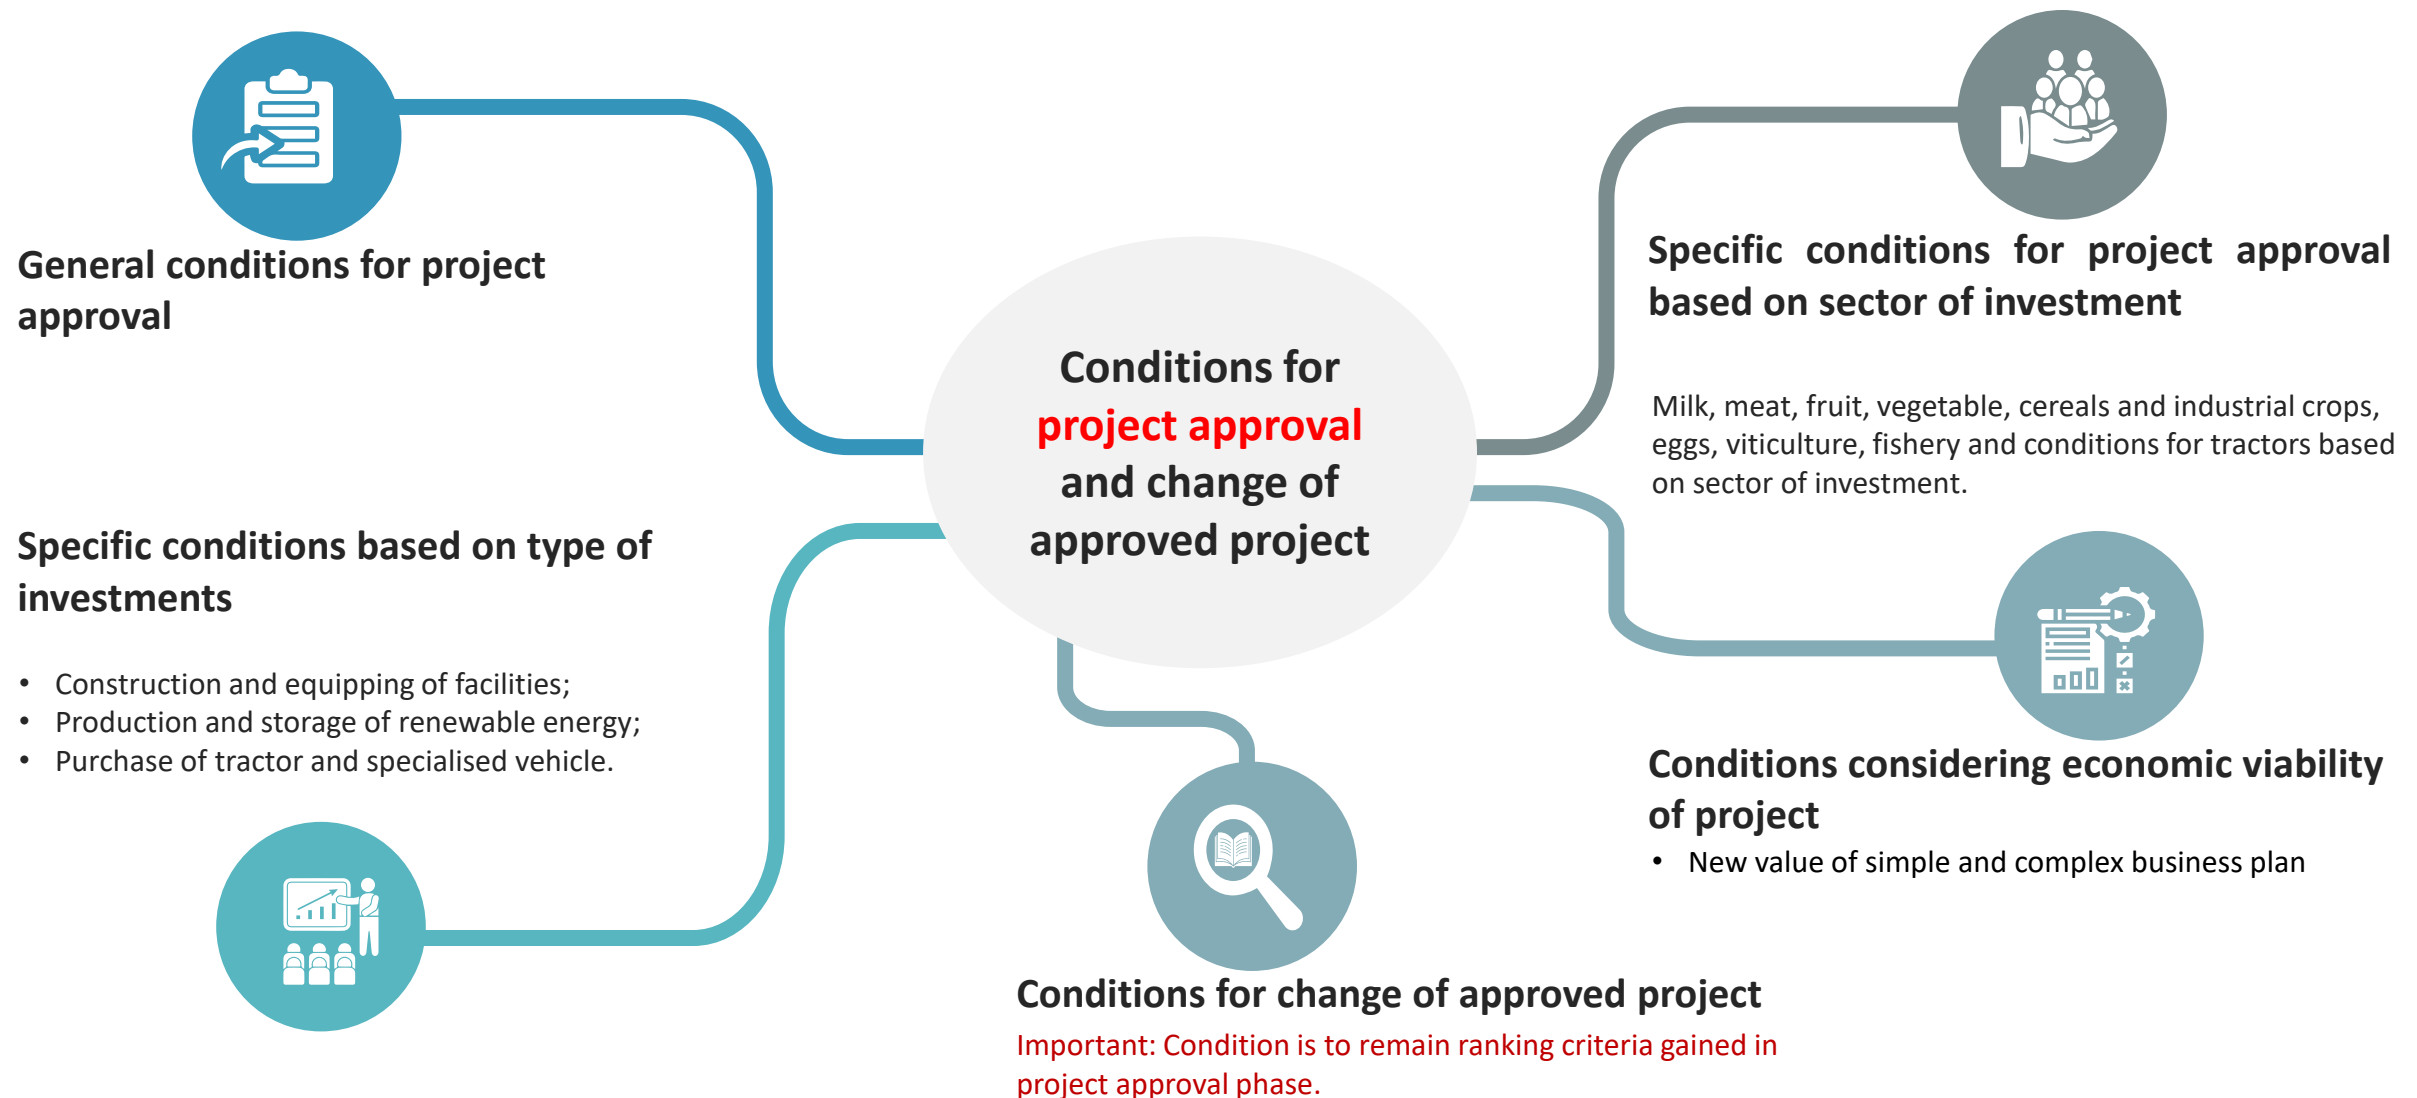 General conditions for project
approval
Specific conditions based on type of
investments
• Construction and equipping of facilities;
• Production and storage of renewable energy;
• Purchase of tractor and specialised vehicle.
Conditions for
project approval
and change of
approved project
Conditions for change of approved project
Important: Condition is to remain ranking criteria gained in
project approval phase.
Specific conditions for project approval
based on sector of investment
Milk, meat, fruit, vegetable, cereals and industrial crops,
eggs, viticulture, fishery and conditions for tractors based
on sector of investment.
Conditions considering economic viability
of project
• New value of simple and complex business plan